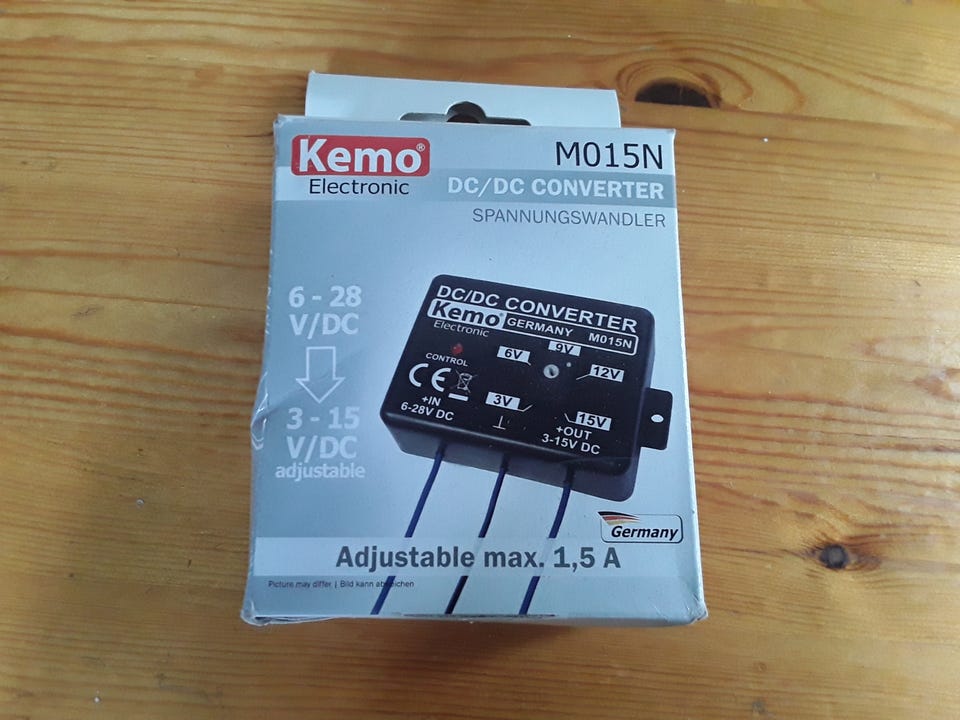 Kemo®
Electronic
M015N
DC/DC CONVERTER
SPANNUNGSWANDLER
6 - 28
V/DC
3 - 15
V/DC
adjustable
DC/DC CONVERTER
Kemo
GERMANY
Electronic
M015N
CONTROL
6V
9V
12V
3V
15V
CE
+IN
6-28V DC
+OUT
3-15V DC
Germany
Adjustable max. 1,5 A
Picture may differ | Bild kann abweichen